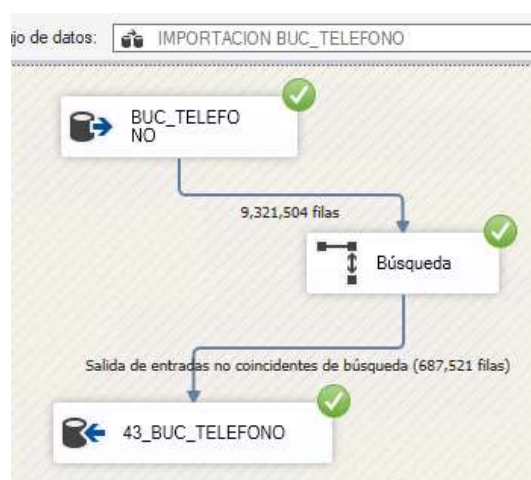 jo de datos:
IMPORTACION BUC_TELEFONO
BUC_TELEFO
NO
9,321,504 filas
Búsqueda
Salida de entradas no coincidentes de búsqueda (687,521 filas)
43_BUC_TELEFONO